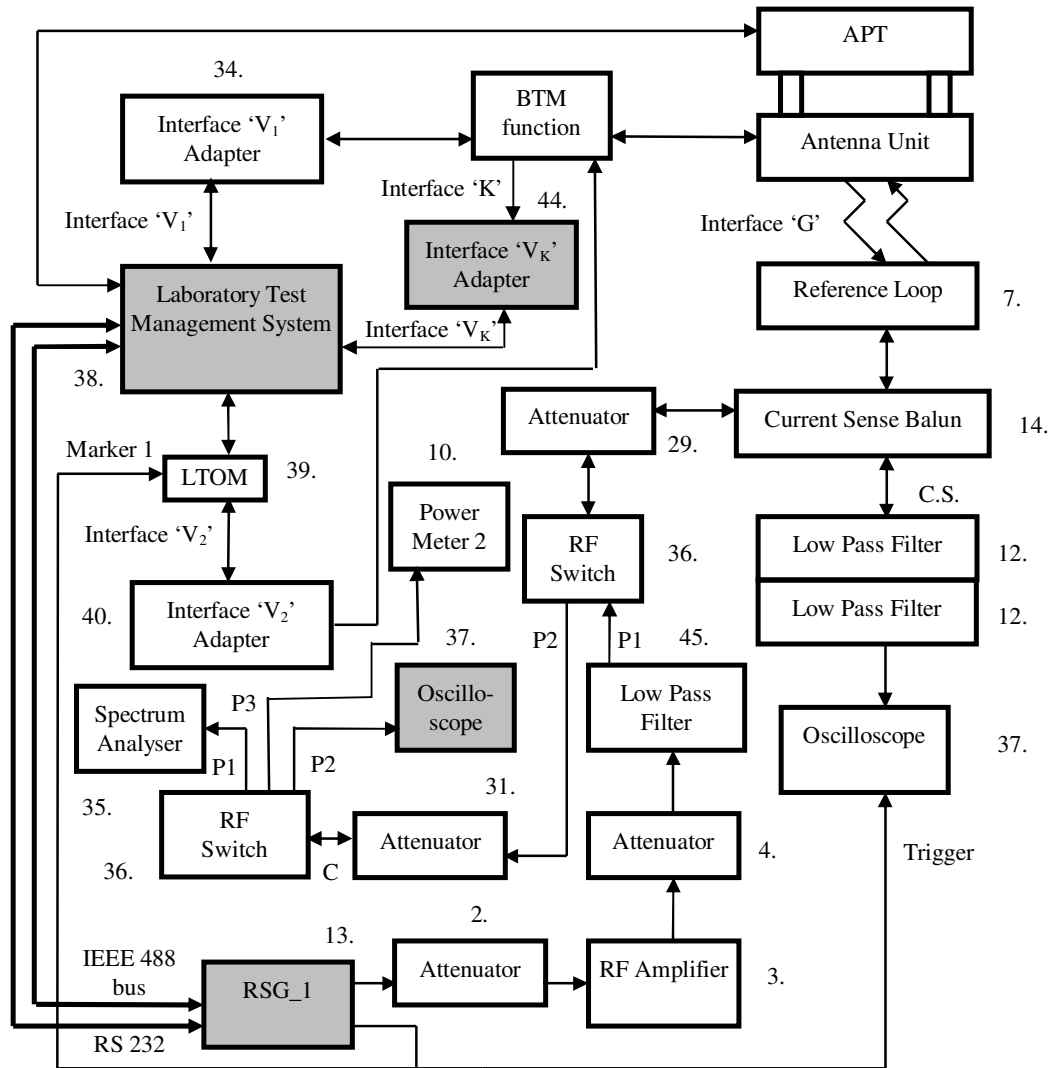 APT
34.
BTM
function
Interface ‘V1’
Adapter
Antenna Unit
Interface ‘K’
44.
Interface ‘V1’
Interface ‘G’
Interface ‘VK’
Adapter
Laboratory Test
Management System
Reference Loop
7.
Interface ‘VK’
38.
Attenuator
Current Sense Balun
14.
Marker 1
10.
29.
LTOM
39.
C.S.
Power
Meter 2
Interface ‘V2’
RF
Switch
36.
Low Pass Filter
12.
40.
Interface ‘V2’
Adapter
Low Pass Filter
12.
P2
P1
45.
37.
P3
Oscillo-
scope
Low Pass
Filter
Spectrum
Analyser
Oscilloscope
37.
P1
P2
31.
35.
RF
Switch
Attenuator
Attenuator
4.
Trigger
36.
C
2.
13.
IEEE 488
bus
RSG_1
Attenuator
RF Amplifier
3.
RS 232